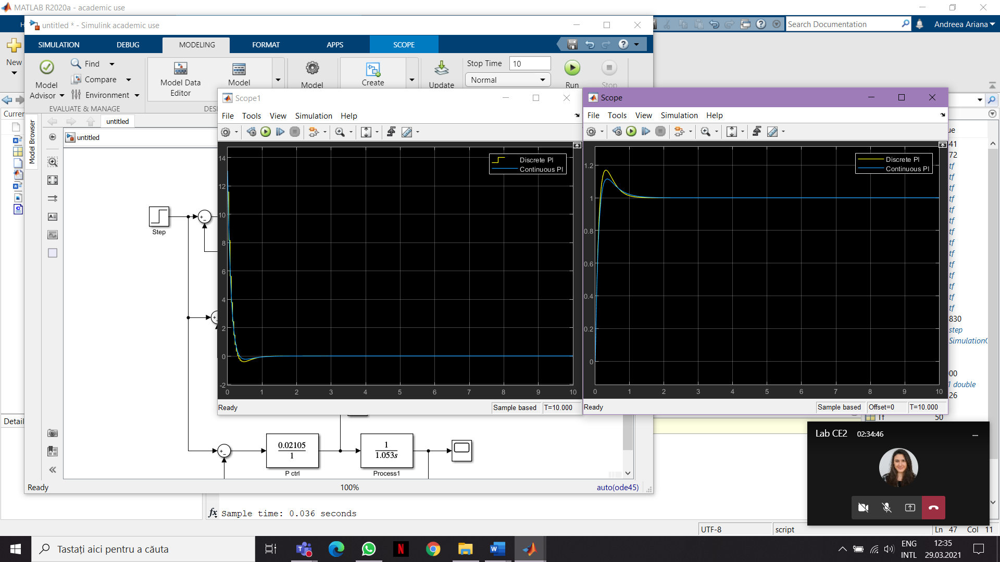 MATLAB R2020a - academic use
untitled * - Simulink academic use
Search Documentation
Andreea Ariana
SIMULATION DEBUG MODELING FORMAT APPS SCOPE
New
Find
Compare
Environment
Model
Advisor
Model Data
Editor
Model
Model
Create
Update
Stop Time 10
Normal
Run
Stop
EVALUATE & MANAGE
DESI
Curren
Model Browser
untitled
untitled
Step
Scope1
File Tools View Simulation Help
Discrete PI
Continuous PI
14
12
10
8
6
4
2
0
-2
0 1 2 3 4 5 6 7 8 9 10
Ready
Sample based T=10.000
Scope
File Tools View Simulation Help
Discrete PI
Continuous PI
1.2
1
0.8
0.6
0.4
0.2
0
0 1 2 3 4 5 6 7 8 9 10
Ready
Sample based Offset=0 T=10.000
ue
41
72
tf
tf
tf
tf
tf
tf
tf
tf
tf
tf
tf
tf
tf
tf
830
step
SimulationO
00
1 double
26
Tf 50
Detail
0.02105
1
P ctrl
1
1.053s
Process1
Ready
100%
auto(ode45)
fx Sample time: 0.036 seconds
UTF-8
script
Ln 47 Col 11
Lab CE2 02:34:46
Tastați aici pentru a căuta
ENG
INTL
12:35
29.03.2021